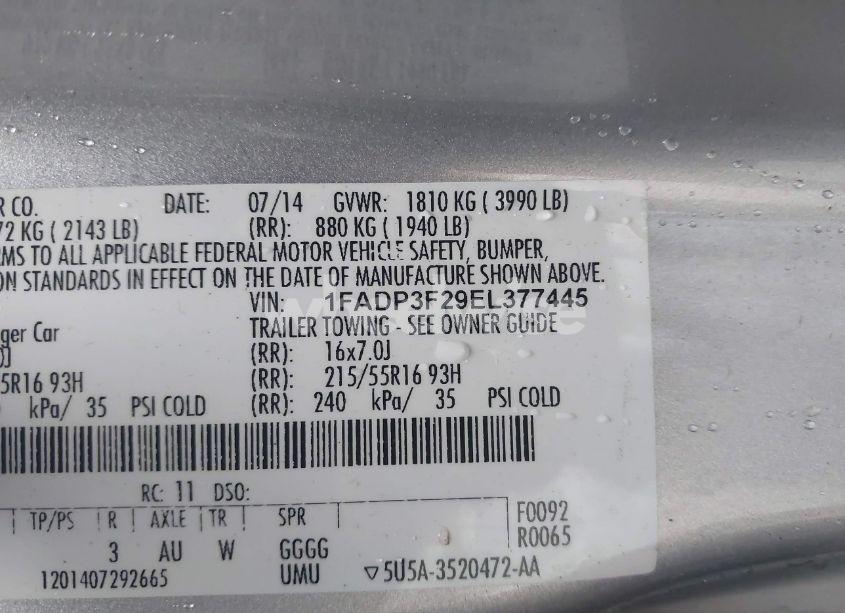 R CO. DATE: 07/14 GVWR: 1810 KG ( 3990 LB)
72 KG ( 2143 LB) (RR): 880 KG ( 1940 LB)
RMS TO ALL APPLICABLE FEDERAL MOTOR VEHICLE SAFETY, BUMPER,
ON STANDARDS IN EFFECT ON THE DATE OF MANUFACTURE SHOWN ABOVE.
VIN: 1FADP3F29EL377445
ger Car TRAILER TOWING - SEE OWNER GUIDE
0J (RR): 16x7.0J
5R16 93H (RR): 215/55R16 93H
0 kPa/ 35 PSI COLD (RR): 240 kPa/ 35 PSI COLD
RC: 11 DSO:
TP/PS R AXLE TR SPR F0092
R0065
3 AU W GGGG
1201407292665 UMU ▽5U5A-3520472-AA